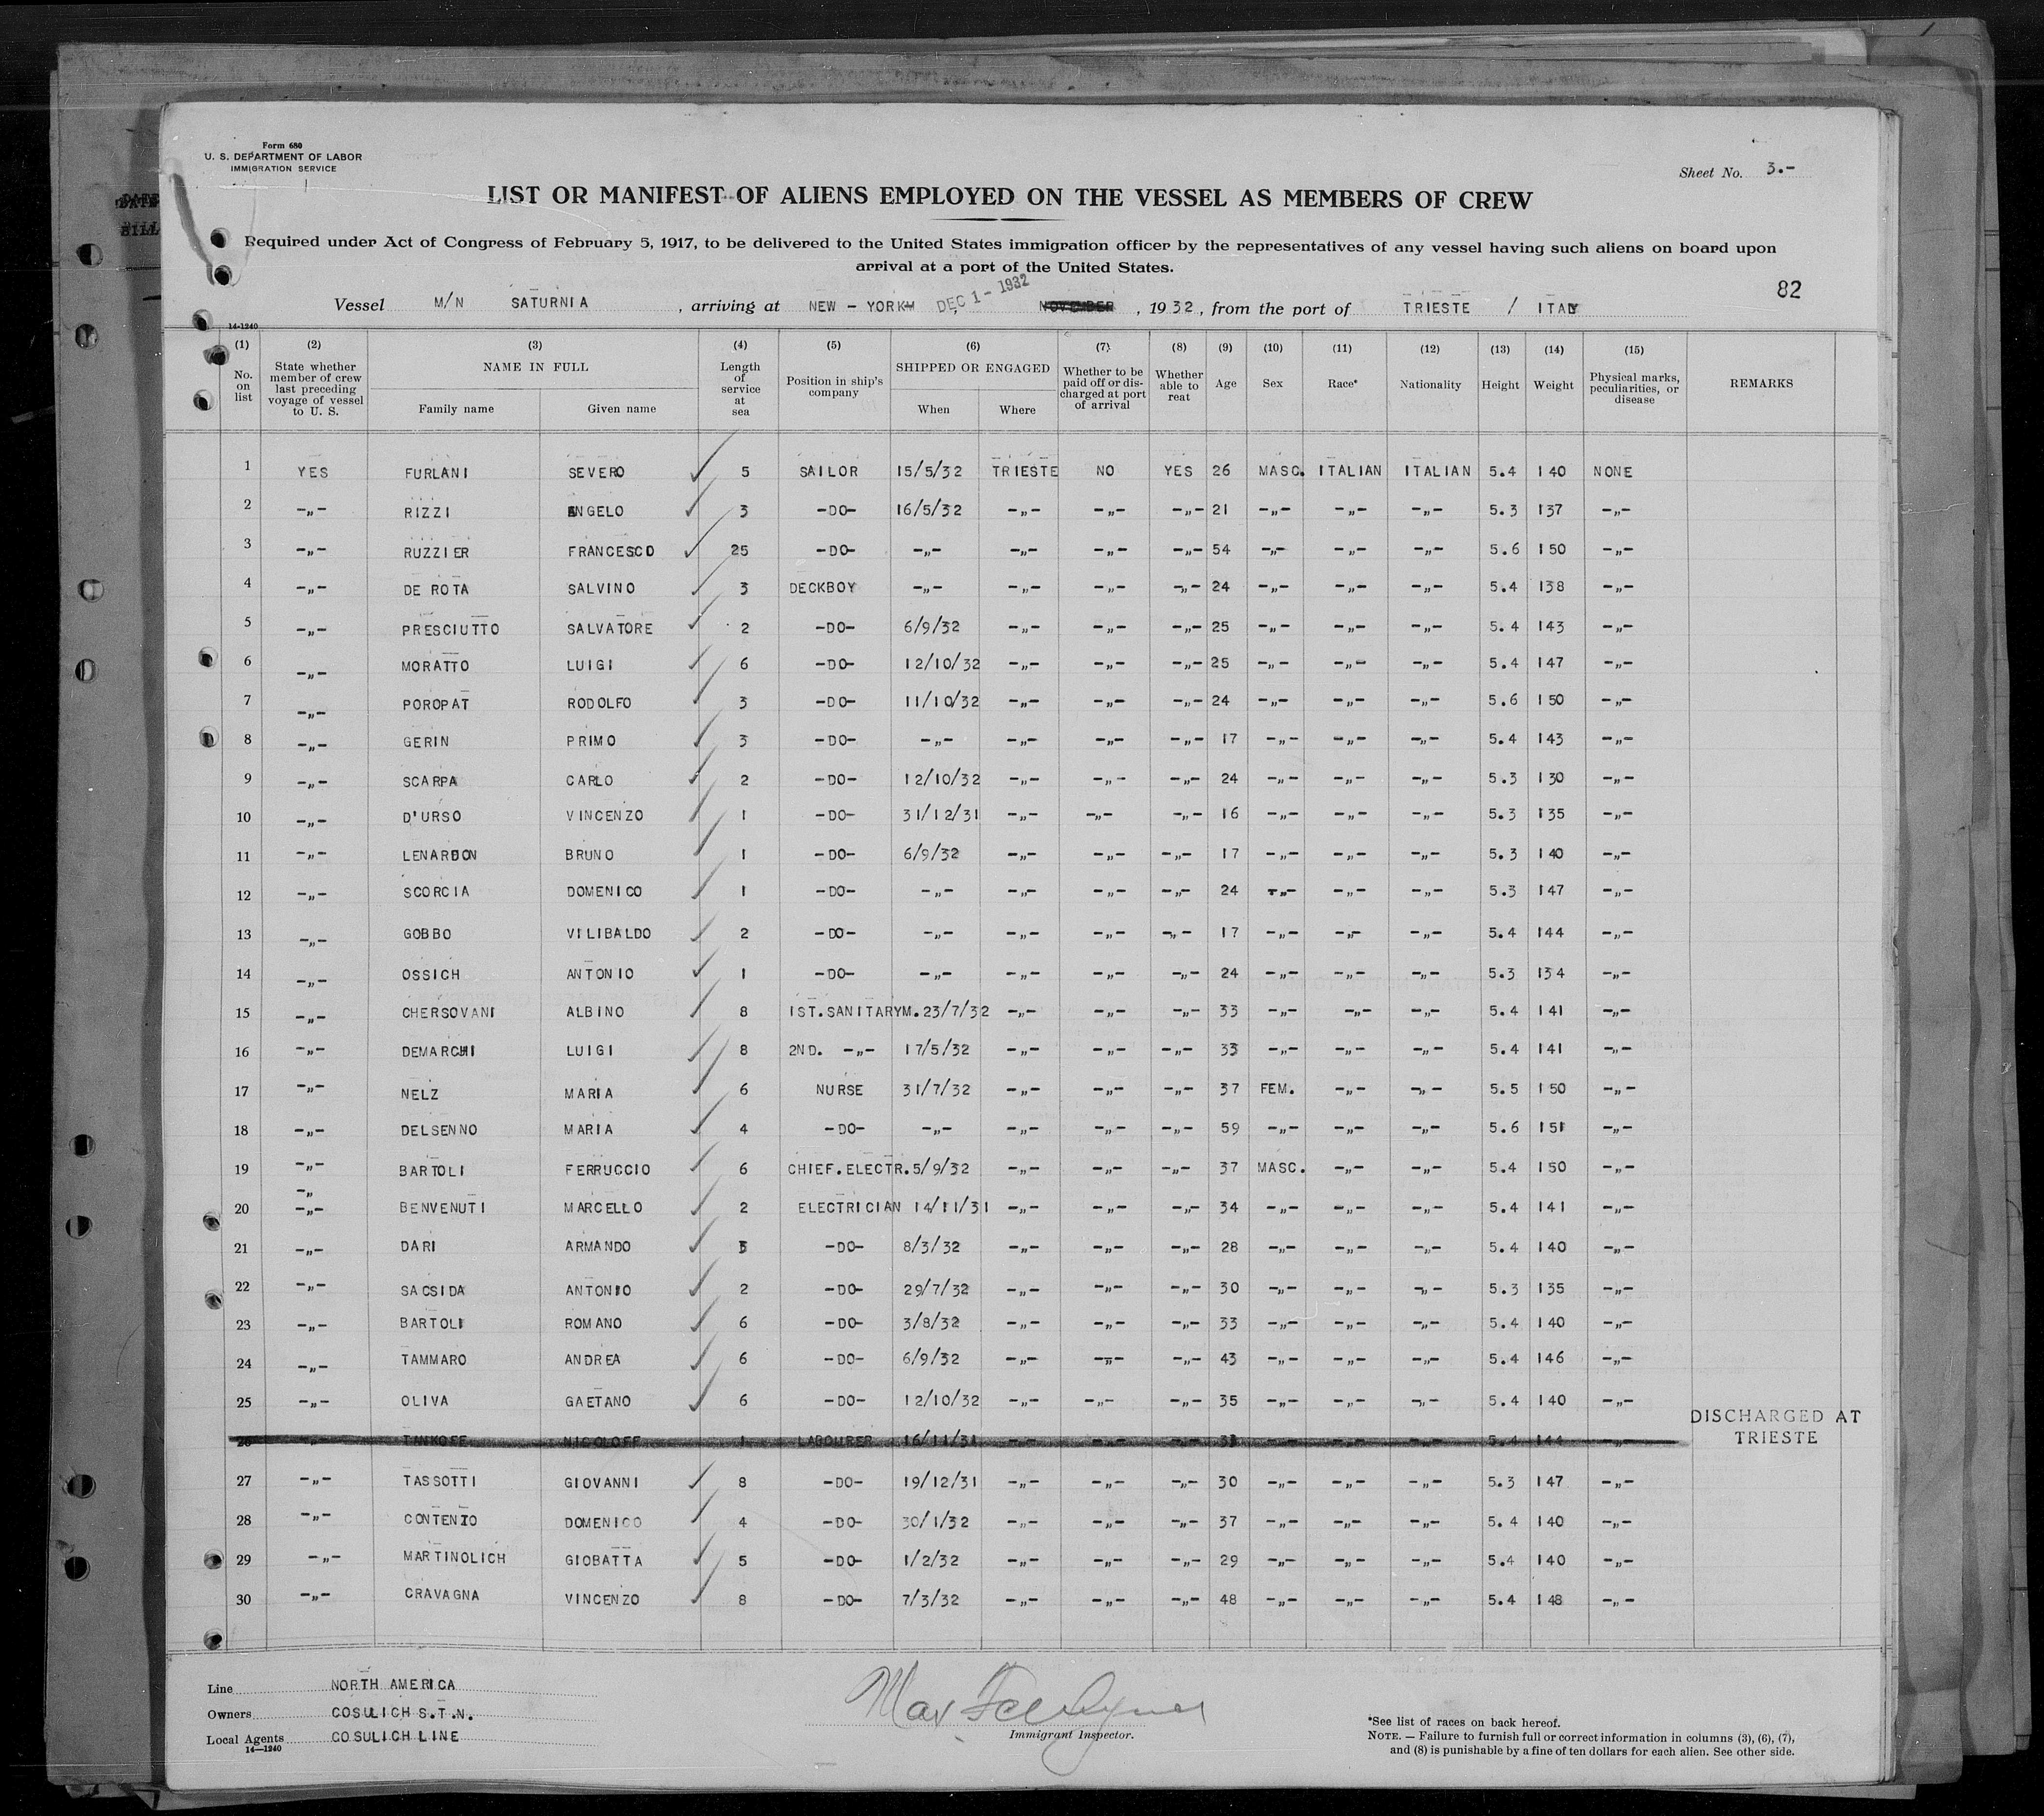 Form 680
U. S. DEPARTMENT OF LABOR
IMMIGRATION SERVICE
Sheet No. 3.-
LIST OR MANIFEST OF ALIENS EMPLOYED ON THE VESSEL AS MEMBERS OF CREW
Required under Act of Congress of February 5, 1917, to be delivered to the United States immigration officer by the representatives of any vessel having such aliens on board upon
arrival at a port of the United States.
82
Vessel M/N SATURNIA , arriving at NEW - YORK DEC 1 - 1932 NOVEMBER , 1932, from the port of TRIESTE / ITALY
14-1240
(1) (2) (3) (4) (5) (6) (7) (8) (9) (10) (11) (12) (13) (14) (15)
No. on list State whether member of crew last preceding voyage of vessel to U. S. NAME IN FULL Family name Given name Length of service at sea Position in ship's company SHIPPED OR ENGAGED When Where Whether to be paid off or discharged at port of arrival Whether able to reat Age Sex Race* Nationality Height Weight Physical marks, peculiarities, or disease REMARKS
1 YES FURLANI SEVERO 5 SAILOR 15/5/32 TRIESTE NO YES 26 MASC. ITALIAN ITALIAN 5.4 140 NONE
2 -„- RIZZI ANGELO 3 -DO- 16/5/32 -„- -„- -„- 21 -„- -„- -„- 5.3 137 -„-
3 -„- RUZZIER FRANCESCO 25 -DO- -„- -„- -„- -„- 54 -„- -„- -„- 5.6 150 -„-
4 -„- DE ROTA SALVINO 3 DECKBOY -„- -„- -„- -„- 24 -„- -„- -„- 5.4 138 -„-
5 -„- PRESCIUTTO SALVATORE 2 -DO- 6/9/32 -„- -„- -„- 25 -„- -„- -„- 5.4 143 -„-
6 -„- MORATTO LUIGI 6 -DO- 12/10/32 -„- -„- -„- 25 -„- -„- -„- 5.4 147 -„-
7 -„- POROPAT RODOLFO 3 -DO- 11/10/32 -„- -„- -„- 24 -„- -„- -„- 5.6 150 -„-
8 -„- GERIN PRIMO 3 -DO- -„- -„- -„- -„- 17 -„- -„- -„- 5.4 143 -„-
9 -„- SCARPA CARLO 2 -DO- 12/10/32 -„- -„- -„- 24 -„- -„- -„- 5.3 130 -„-
10 -„- D'URSO VINCENZO 1 -DO- 31/12/31 -„- -„- -„- 16 -„- -„- -„- 5.3 135 -„-
11 -„- LENARDON BRUNO 1 -DO- 6/9/32 -„- -„- -„- 17 -„- -„- -„- 5.3 140 -„-
12 -„- SCORCIA DOMENICO 1 -DO- -„- -„- -„- -„- 24 -„- -„- -„- 5.3 147 -„-
13 -„- GOBBO VILIBALDO 2 -DO- -„- -„- -„- -„- 17 -„- -„- -„- 5.4 144 -„-
14 -„- OSSICH ANTONIO 1 -DO- -„- -„- -„- -„- 24 -„- -„- -„- 5.3 134 -„-
15 -„- CHERSOVANI ALBINO 8 IST.SANITARYM. 23/7/32 -„- -„- -„- 33 -„- -„- -„- 5.4 141 -„-
16 -„- DEMARCHI LUIGI 8 2ND. -„- 17/5/32 -„- -„- -„- 33 -„- -„- -„- 5.4 141 -„-
17 -„- NELZ MARIA 6 NURSE 31/7/32 -„- -„- -„- 37 FEM. -„- -„- 5.5 150 -„-
18 -„- DELSENNO MARIA 4 -DO- -„- -„- -„- -„- 59 -„- -„- -„- 5.6 151 -„-
19 -„- BARTOLI FERRUCCIO 6 CHIEF.ELECTR. 5/9/32 -„- -„- -„- 37 MASC. -„- -„- 5.4 150 -„-
20 -„- BENVENUTI MARCELLO 2 ELECTRICIAN 14/11/31 -„- -„- -„- 34 -„- -„- -„- 5.4 141 -„-
21 -„- DARI ARMANDO 3 -DO- 8/3/32 -„- -„- -„- 28 -„- -„- -„- 5.4 140 -„-
22 -„- SACSIDA ANTONIO 2 -DO- 29/7/32 -„- -„- -„- 30 -„- -„- -„- 5.3 135 -„-
23 -„- BARTOLI ROMANO 6 -DO- 3/8/32 -„- -„- -„- 33 -„- -„- -„- 5.4 140 -„-
24 -„- TAMMARO ANDREA 6 -DO- 6/9/32 -„- -„- -„- 43 -„- -„- -„- 5.4 146 -„-
25 -„- OLIVA GAETANO 6 -DO- 12/10/32 -„- -„- -„- 35 -„- -„- -„- 5.4 140 -„-
26 -„- TANKOFF NICOLOFF 1 LABOURER 16/11/31 -„- -„- -„- 33 -„- -„- -„- 5.4 144 -„- DISCHARGED AT TRIESTE
27 -„- TASSOTTI GIOVANNI 8 -DO- 19/12/31 -„- -„- -„- 30 -„- -„- -„- 5.3 147 -„-
28 -„- CONTENTO DOMENICO 4 -DO- 30/1/32 -„- -„- -„- 37 -„- -„- -„- 5.4 140 -„-
29 -„- MARTINOLICH GIOBATTA 5 -DO- 1/2/32 -„- -„- -„- 29 -„- -„- -„- 5.4 140 -„-
30 -„- CRAVAGNA VINCENZO 8 -DO- 7/3/32 -„- -„- -„- 48 -„- -„- -„- 5.4 148 -„-
Line NORTH AMERICA
Owners COSULICH S.T.N.
Local Agents COSULICH LINE
14—1240
Immigrant Inspector.
*See list of races on back hereof.
NOTE. — Failure to furnish full or correct information in columns (3), (6), (7),
and (8) is punishable by a fine of ten dollars for each alien. See other side.